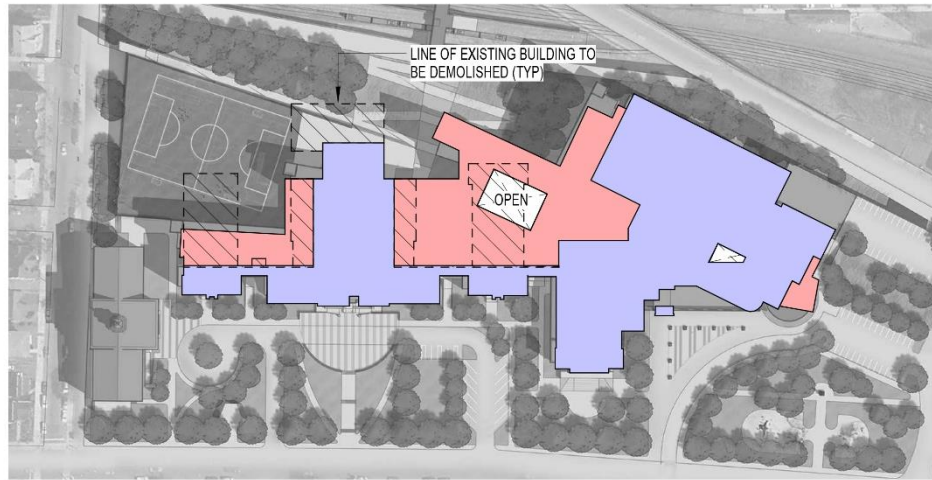 LINE OF EXISTING BUILDING TO
BE DEMOLISHED (TYP)
OPEN